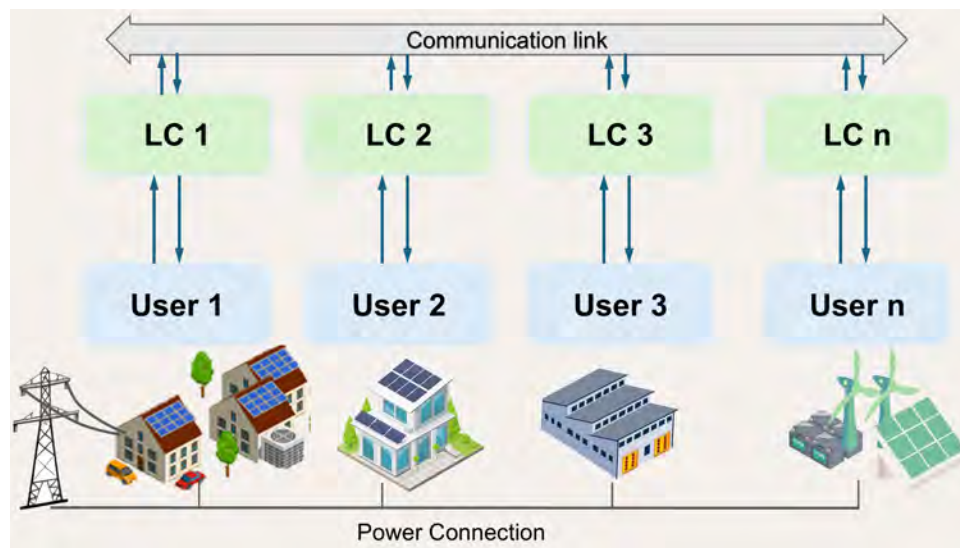 Communication link
LC 1 LC 2 LC 3 LC n
User 1 User 2 User 3 User n
Power Connection